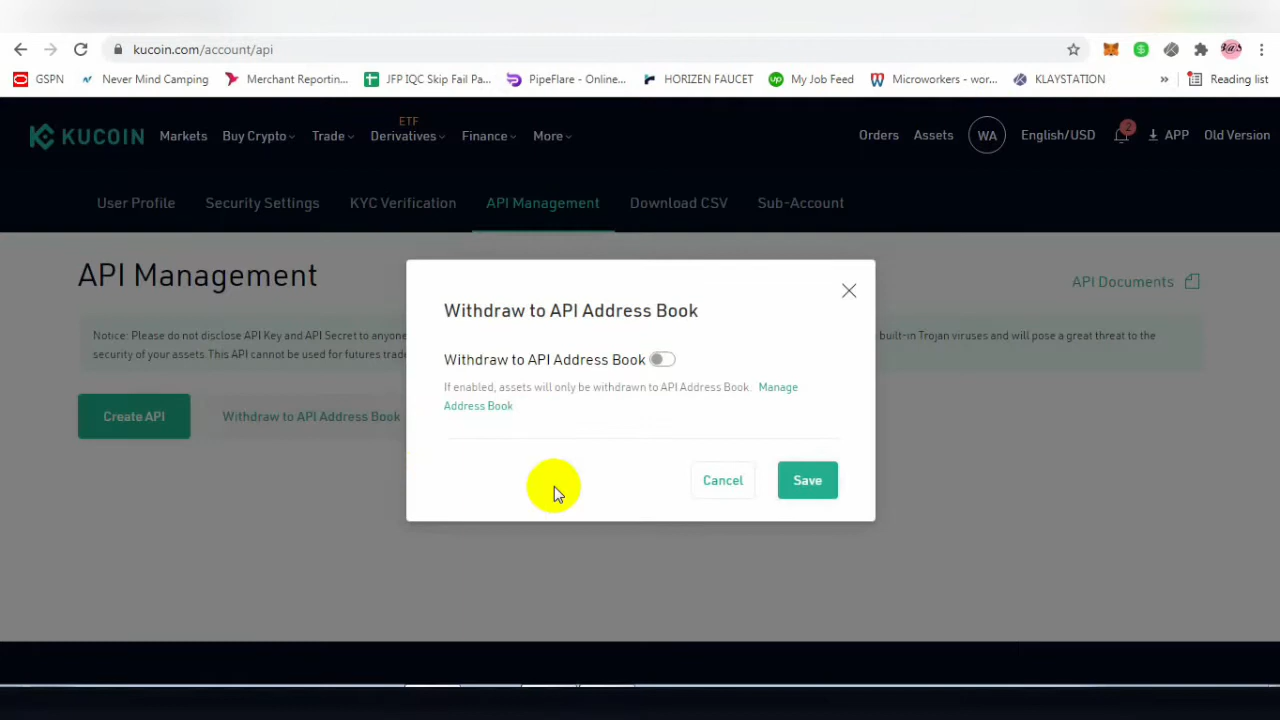 kucoin.com/account/api
GSPN Never Mind Camping Merchant Reporting... JFP IQC Skip Fail Pa... PipeFlare - Online... HORIZEN FAUCET up My Job Feed Microworkers - wor... KLAYSTATION » Reading list
ETF
KUCOIN Markets Buy Crypto Trade Derivatives Finance More Orders Assets WA English/USD 2 APP Old Version
User Profile Security Settings KYC Verification API Management Download CSV Sub-Account
API Management
API Documents
Notice: Please do not disclose API Key and API Secret to anyone
built-in Trojan viruses and will pose a great threat to the
security of your assets.This API cannot be used for futures trade
Create API Withdraw to API Address Book
Withdraw to API Address Book
Withdraw to API Address Book
If enabled, assets will only be withdrawn to API Address Book. Manage
Address Book
Cancel Save